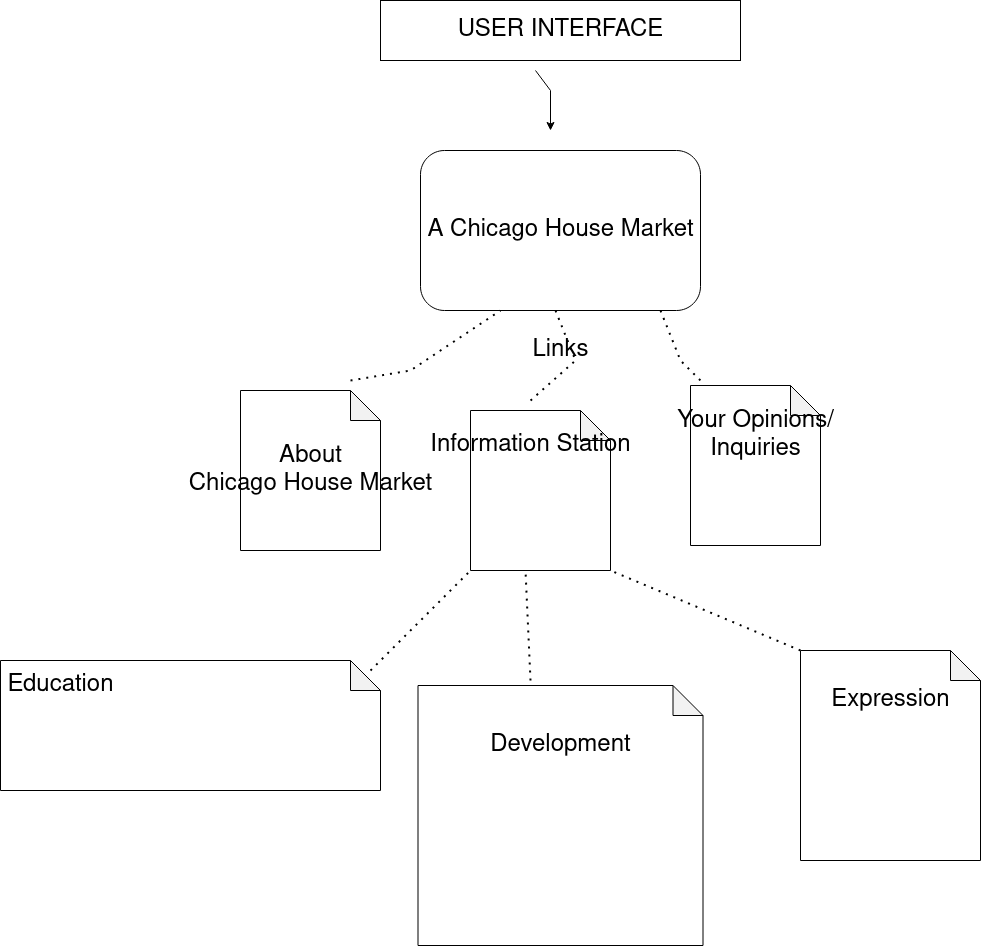 USER INTERFACE
A Chicago House Market
Links
About
Chicago House Market
Information Station
Your Opinions/
Inquiries
Education
Development
Expression